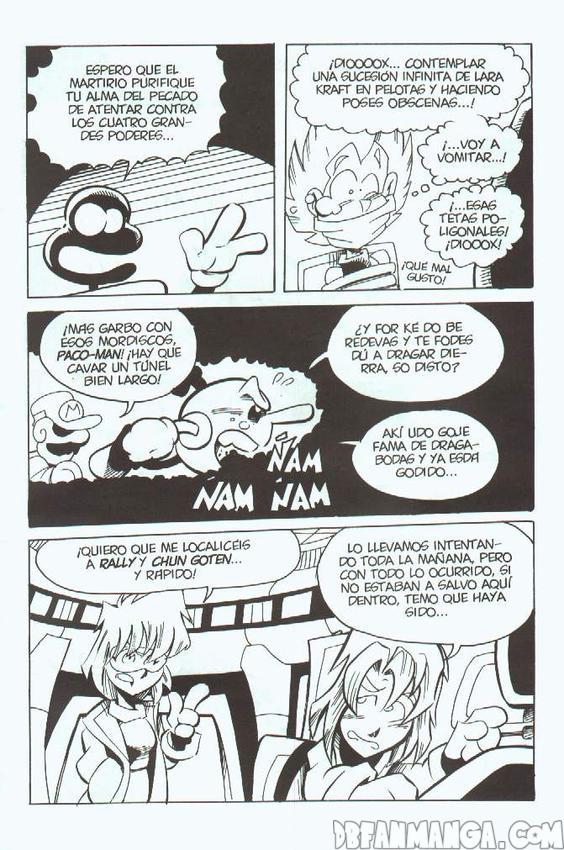 ESPERO QUE EL
MARTIRIO PURIFIQUE
TU ALMA DEL PECADO
DE ATENTAR CONTRA
LOS CUATRO GRAN-
DES PODERES...
¡DIOOOOX... CONTEMPLAR
UNA SUCESIÓN INFINITA DE LARA
KRAFT EN PELOTAS Y HACIENDO
POSES OBSCENAS...!
¡...VOY A
VOMITAR...!
¡...ESAS
TETAS PO-
LIGONALES!
¡DIOOOX!
¡QUÉ MAL
GUSTO!
¡MAS GARBO CON
ESOS MORDISCOS,
PACO-MAN! ¡HAY QUE
CAVAR UN TÚNEL
BIEN LARGO!
¿Y FOR KÉ DO BE
REDEVAS Y TE FODES
DÚ A DRAGAR DIE-
RRA, SO DISTO?
M
AKÍ UDO GOJE
FAMA DE DRAGA-
BODAS Y YA ESDÁ
GODIDO...
ÑAM
ÑAM ÑAM
¡QUIERO QUE ME LOCALICÉIS
A RALLY Y CHUN GOTEN...
Y RÁPIDO!
LO LLEVAMOS INTENTAN-
DO TODA LA MAÑANA, PERO
CON TODO LO OCURRIDO, SI
NO ESTABAN A SALVO AQUÍ
DENTRO, TEMO QUE HAYA
SIDO...
DBFANMANGA.COM